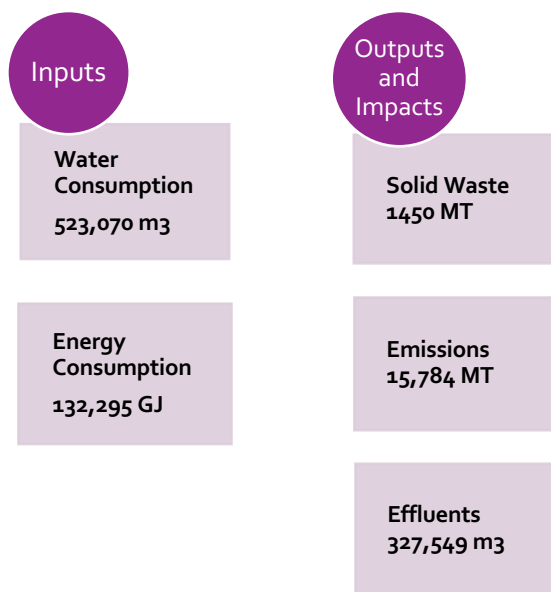 Inputs
Water
Consumption
523,070 m3
Energy
Consumption
132,295 GJ
Outputs
and
Impacts
Solid Waste
1450 MT
Emissions
15,784 MT
Effluents
327,549 m3